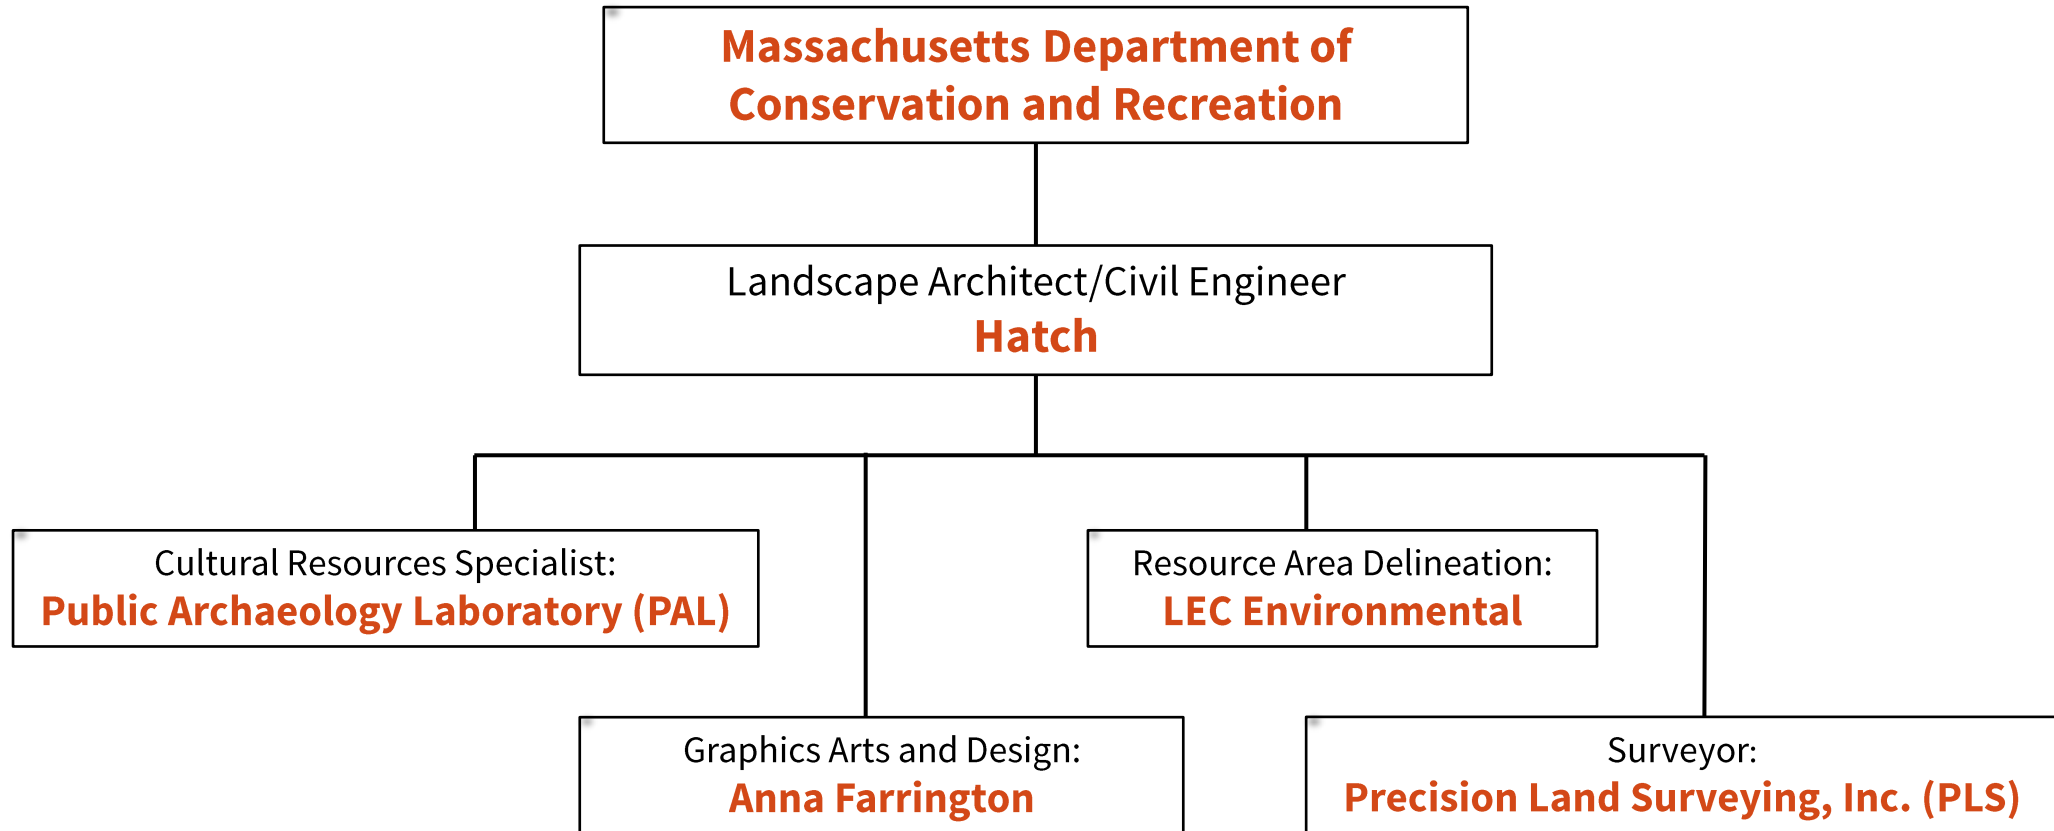 Massachusetts Department of
Conservation and Recreation
Landscape Architect/Civil Engineer
Hatch
Cultural Resources Specialist:
Public Archaeology Laboratory (PAL)
Resource Area Delineation:
LEC Environmental
Graphics Arts and Design:
Anna Farrington
Surveyor:
Precision Land Surveying, Inc. (PLS)